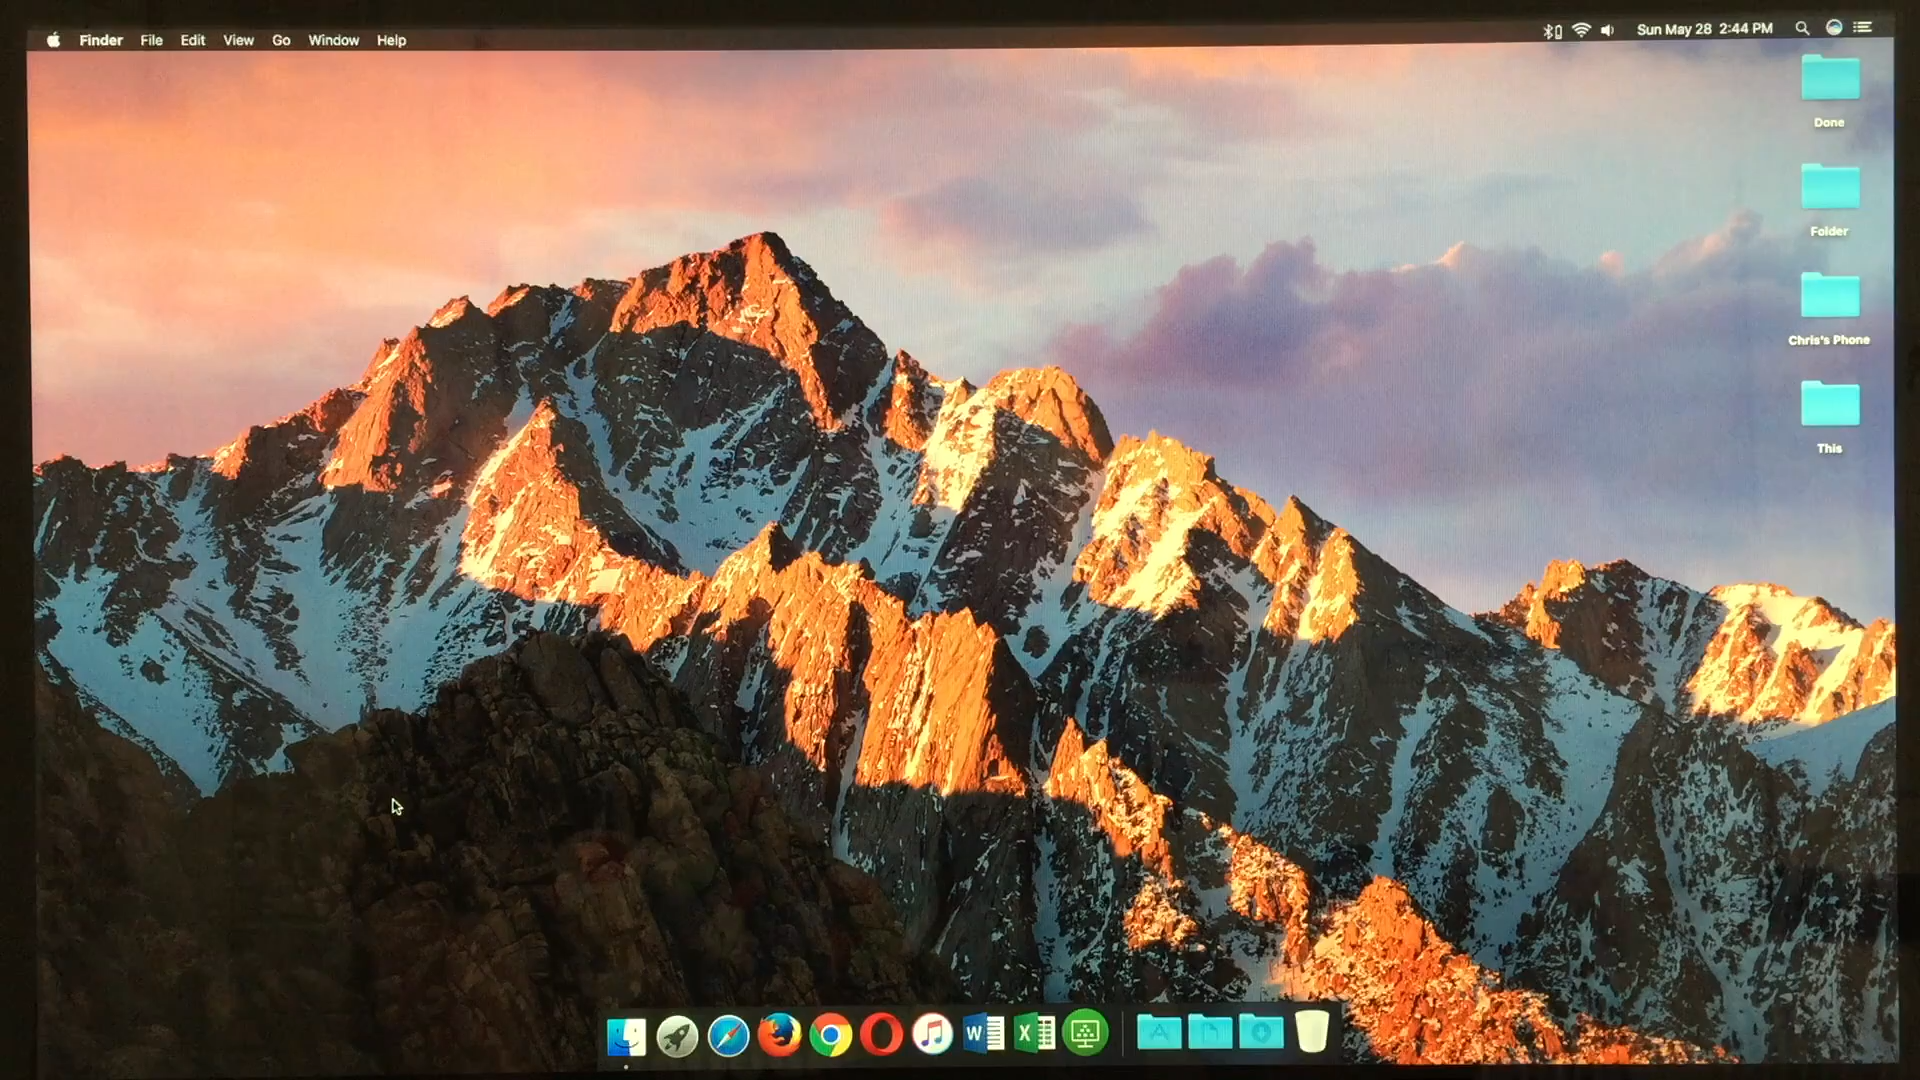 Finder File Edit View Go Window Help
Sun May 28 2:44 PM
Done
Folder
Chris's Phone
This
W
X